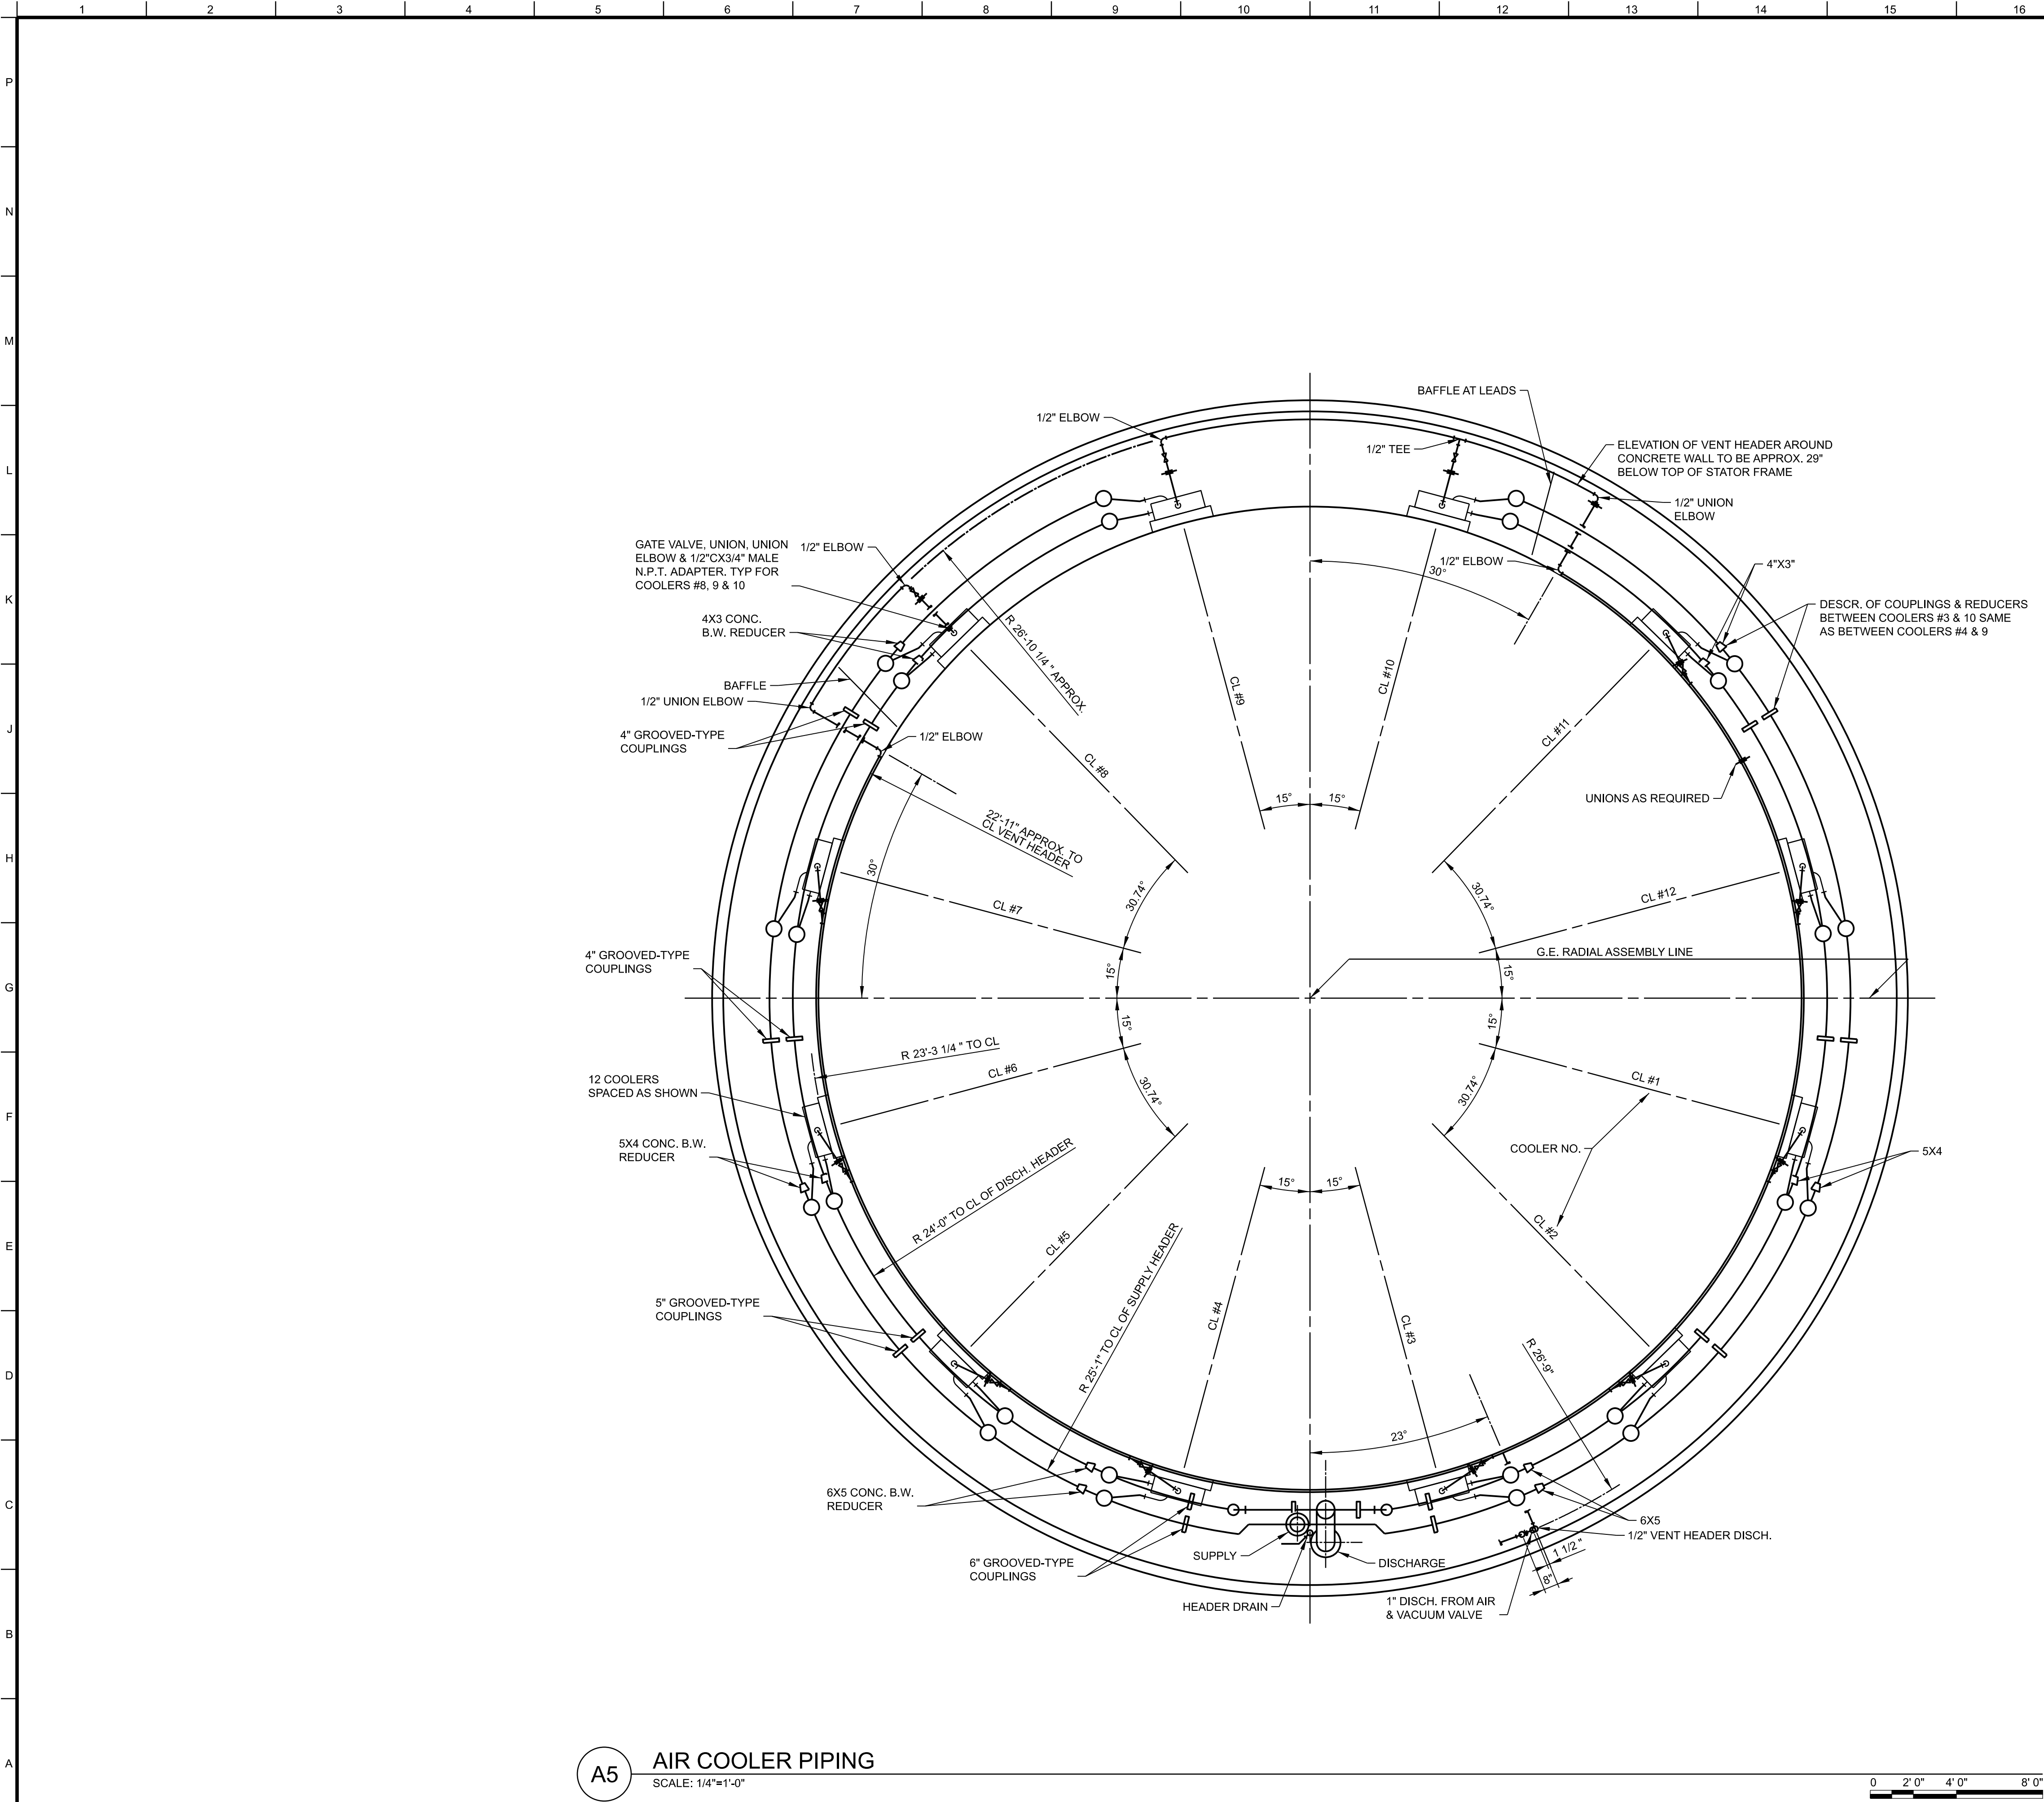 1 2 3 4 5 6 7 8 9 10 11 12 13 14 15 16
P
N
M
L
K
J
H
G
F
E
D
C
B
A
BAFFLE AT LEADS
1/2" ELBOW
1/2" TEE
ELEVATION OF VENT HEADER AROUND
CONCRETE WALL TO BE APPROX. 29"
BELOW TOP OF STATOR FRAME
1/2" UNION
ELBOW
GATE VALVE, UNION, UNION
ELBOW & 1/2"CX3/4" MALE
N.P.T. ADAPTER. TYP FOR
COOLERS #8, 9 & 10
1/2" ELBOW
1/2" ELBOW
30°
4"X3"
4X3 CONC.
B.W. REDUCER
R 26'-10 1/4 " APPROX.
DESCR. OF COUPLINGS & REDUCERS
BETWEEN COOLERS #3 & 10 SAME
AS BETWEEN COOLERS #4 & 9
BAFFLE
1/2" UNION ELBOW
4" GROOVED-TYPE
COUPLINGS
1/2" ELBOW
CL #9
CL #10
CL #8
CL #11
15°
15°
UNIONS AS REQUIRED
22'-11" APPROX. TO
CL VENT HEADER
30°
30.74°
30.74°
CL #7
CL #12
4" GROOVED-TYPE
COUPLINGS
G.E. RADIAL ASSEMBLY LINE
15°
15°
15°
15°
R 23'-3 1/4 " TO CL
CL #6
CL #1
12 COOLERS
SPACED AS SHOWN
30.74°
30.74°
5X4 CONC. B.W.
REDUCER
COOLER NO.
5X4
R 24'-0" TO CL OF DISCH. HEADER
15°
15°
CL #5
CL #2
R 25'-1" TO CL OF SUPPLY HEADER
5" GROOVED-TYPE
COUPLINGS
CL #4
CL #3
R 26'-9"
23°
6X5 CONC. B.W.
REDUCER
6X5
1/2" VENT HEADER DISCH.
SUPPLY
DISCHARGE
1 1/2 "
8"
6" GROOVED-TYPE
COUPLINGS
HEADER DRAIN
1" DISCH. FROM AIR
& VACUUM VALVE
A5
AIR COOLER PIPING
SCALE: 1/4"=1'-0"
0 2' 0" 4' 0" 8' 0"